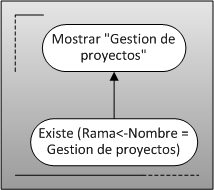 Mostrar "Gestion de
proyectos"
Existe (Rama<-Nombre =
Gestion de proyectos)